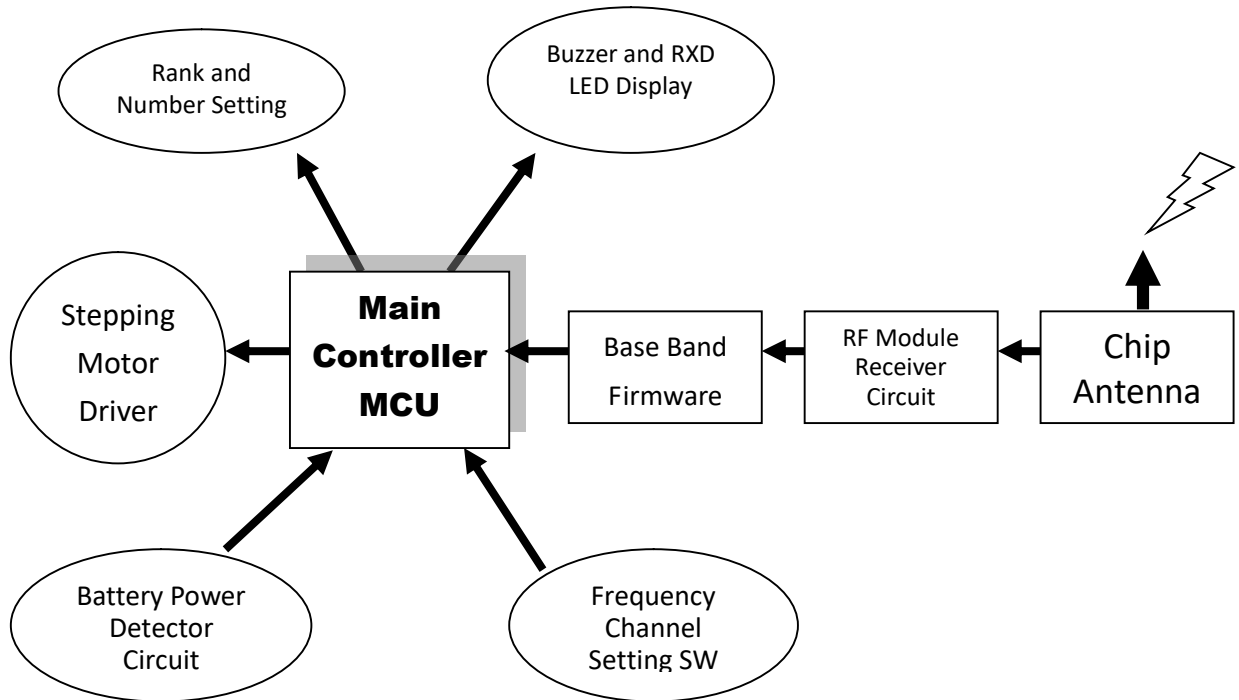 Rank and
Number Setting
Buzzer and RXD
LED Display
Stepping
Motor
Driver
Main
Controller
MCU
Base Band
Firmware
RF Module
Receiver
Circuit
Chip
Antenna
Battery Power
Detector
Circuit
Frequency
Channel
Setting SW